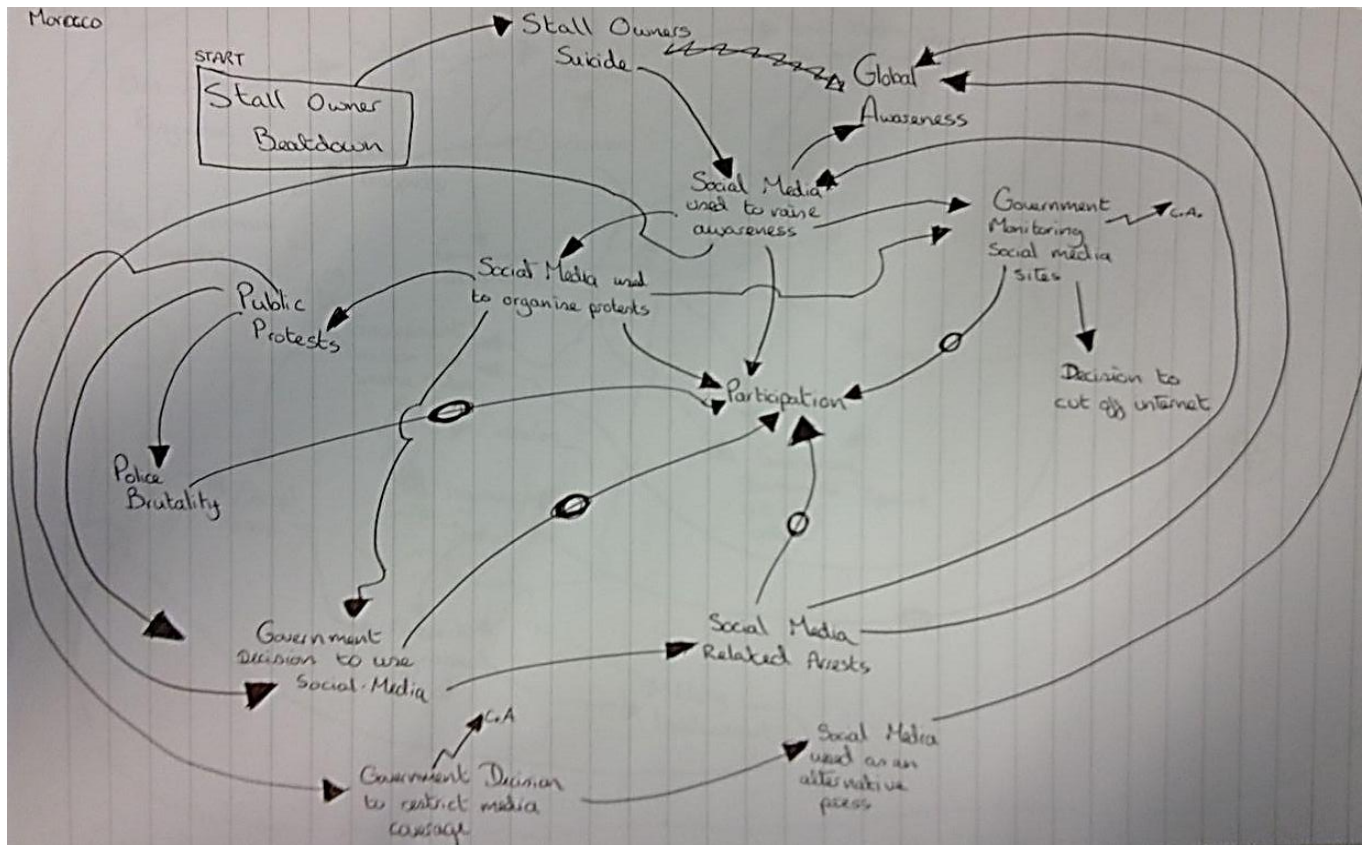 Morocco
START
Stall Owner
Beatdown
Stall Owners
Suicide
Global
Awareness
Social Media
used to raise
awareness
Government
Monitoring
Social media
sites
C.A.
Social Media used
to organise protests
Public
Protests
Participation
Decision to
cut off internet
Police
Brutality
Government
Decision to use
Social Media
Social Media
Related Arrests
C.A
Government Decision
to restrict media
Social Media
used as an
alternative
press